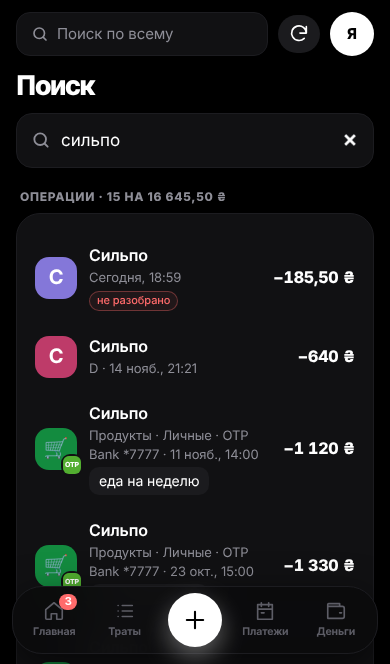 Поиск по всему
Я
Поиск
сильпо
ОПЕРАЦИИ · 15 НА 16 645,50 ₴
Сильпо
С
Сегодня, 18:59
−185,50 ₴
не разобрано
Сильпо
С
D · 14 нояб., 21:21
−640 ₴
Сильпо
Продукты · Личные · OTP
Bank *7777 · 11 нояб., 14:00
−1 120 ₴
OTP
еда на неделю
Сильпо
Продукты · Личные · OTP
Bank *7777 · 23 окт., 15:00
−1 330 ₴
OTP
3
Главная
Траты
Платежи
Деньги